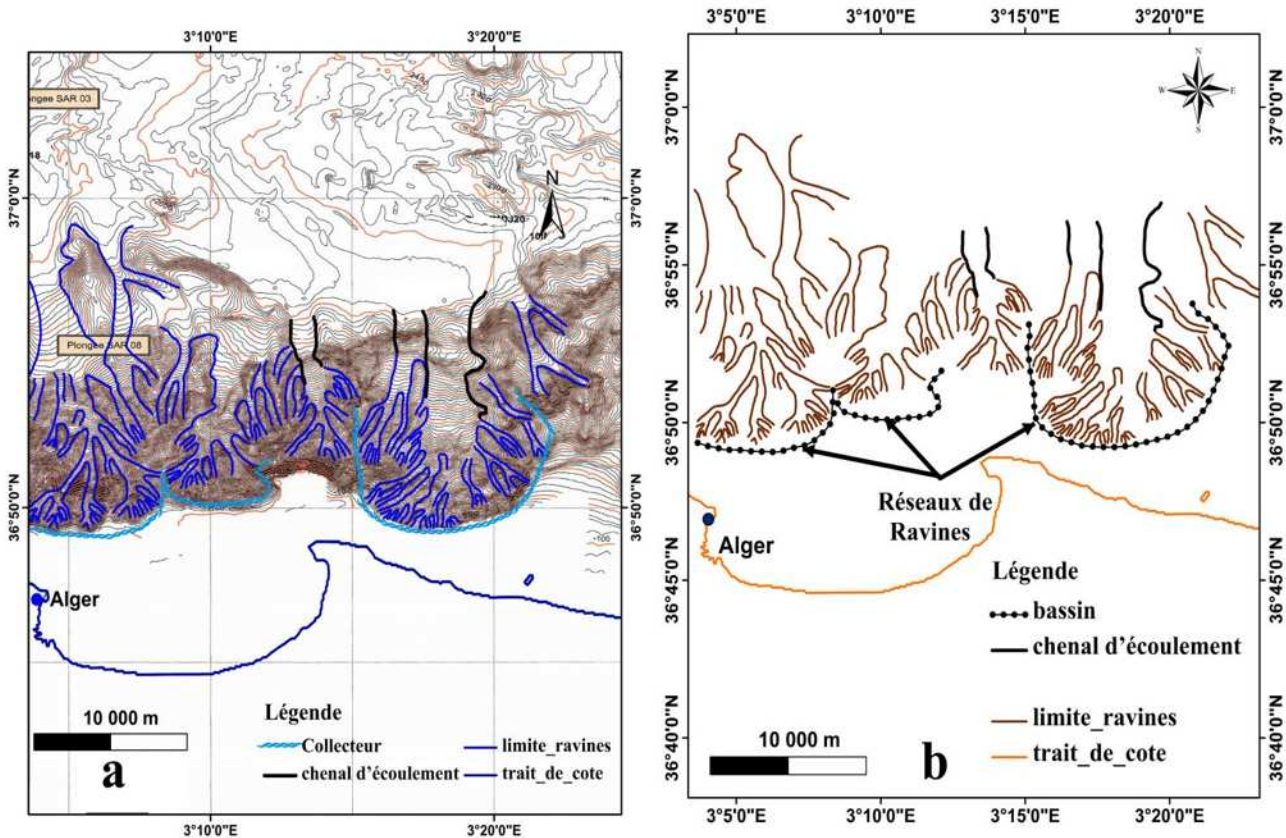 3°10'0"E
3°20'0"E
ongee SAR 03
18
37°0'0"N
37°0'0"N
N
Plongee SAR 08
36°50'0"N
36°50'0"N
-100
Alger
10 000 m
a
Légende
Collecteur
limite_ravines
chenal d'écoulement
trait_de_cote
3°10'0"E
3°20'0"E
3°5'0"E
3°10'0"E
3°15'0"E
3°20'0"E
N
W
E
S
37°0'0"N
37°0'0"N
36°55'0"N
36°55'0"N
36°50'0"N
36°50'0"N
Réseaux de
Ravines
Alger
36°45'0"N
36°45'0"N
Légende
bassin
chenal d'écoulement
limite_ravines
trait_de_cote
36°40'0"N
36°40'0"N
10 000 m
b
3°5'0"E
3°10'0"E
3°15'0"E
3°20'0"E